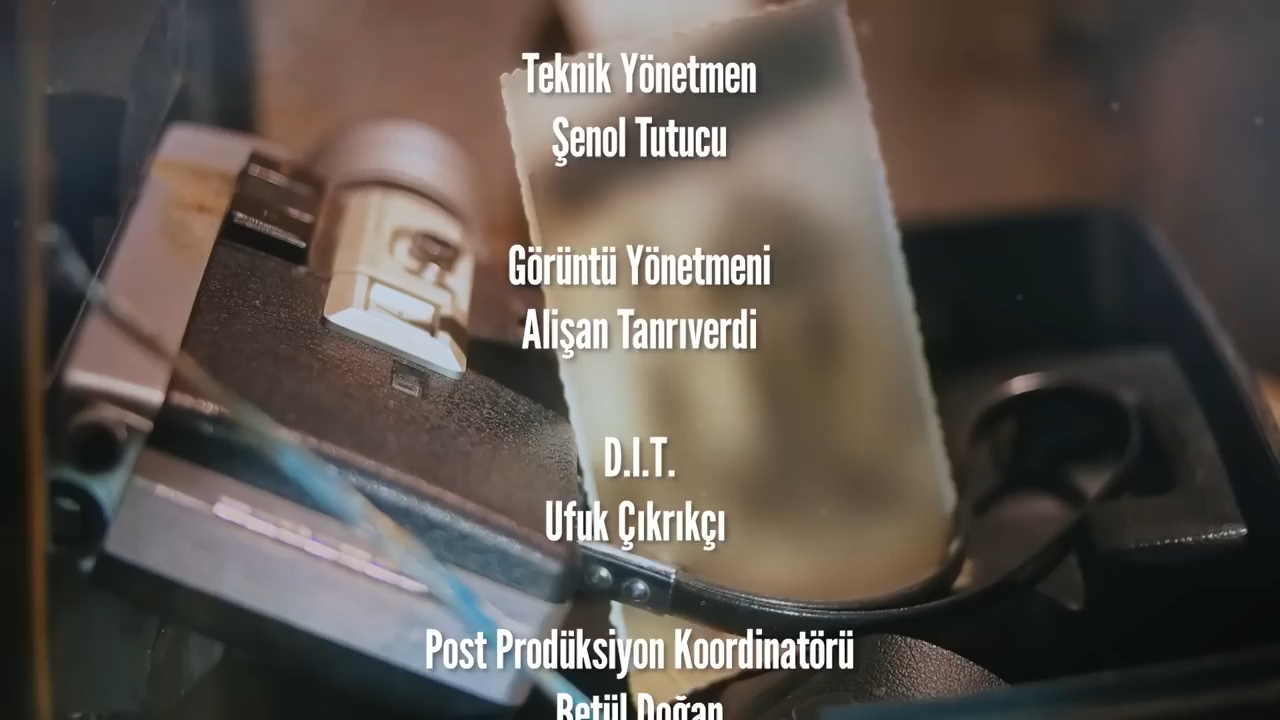 Teknik Yönetmen
Şenol Tutucu
Görüntü Yönetmeni
Alişan Tanrıverdi
D.I.T.
Ufuk Çıkrıkçı
Post Prodüksiyon Koordinatörü
Betül Doğan